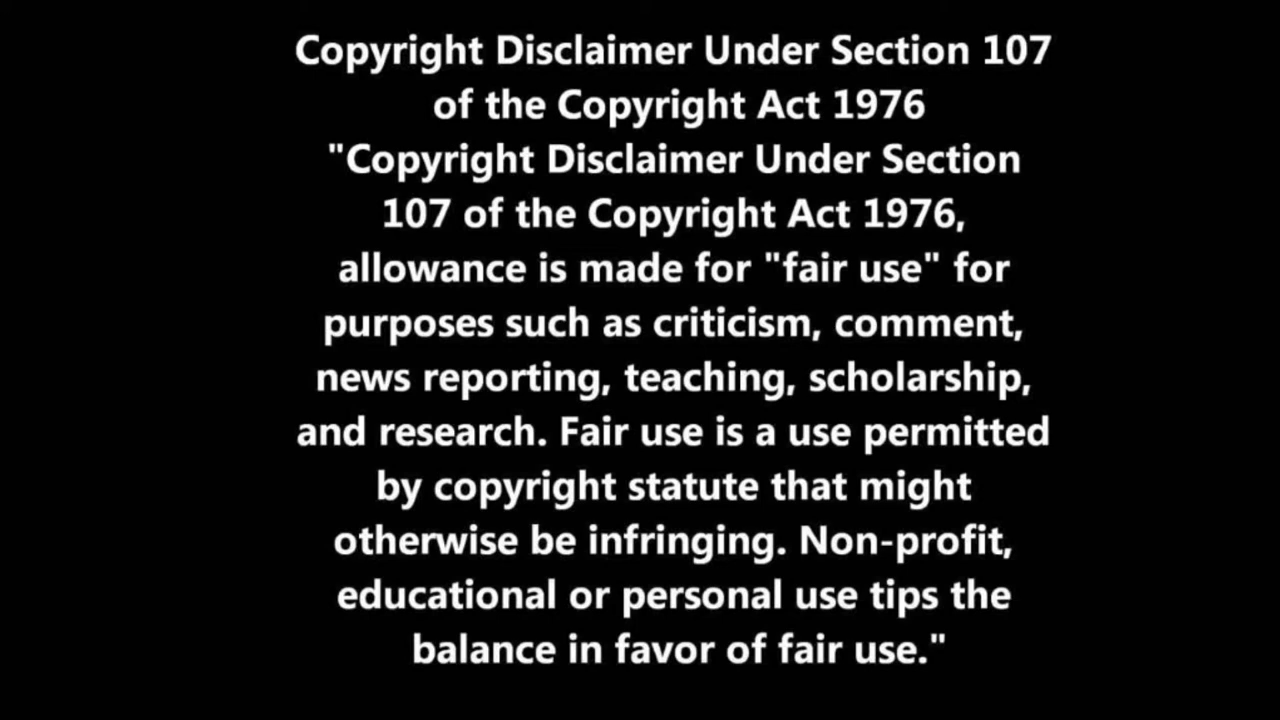 Copyright Disclaimer Under Section 107
of the Copyright Act 1976
"Copyright Disclaimer Under Section
107 of the Copyright Act 1976,
allowance is made for "fair use" for
purposes such as criticism, comment,
news reporting, teaching, scholarship,
and research. Fair use is a use permitted
by copyright statute that might
otherwise be infringing. Non-profit,
educational or personal use tips the
balance in favor of fair use."